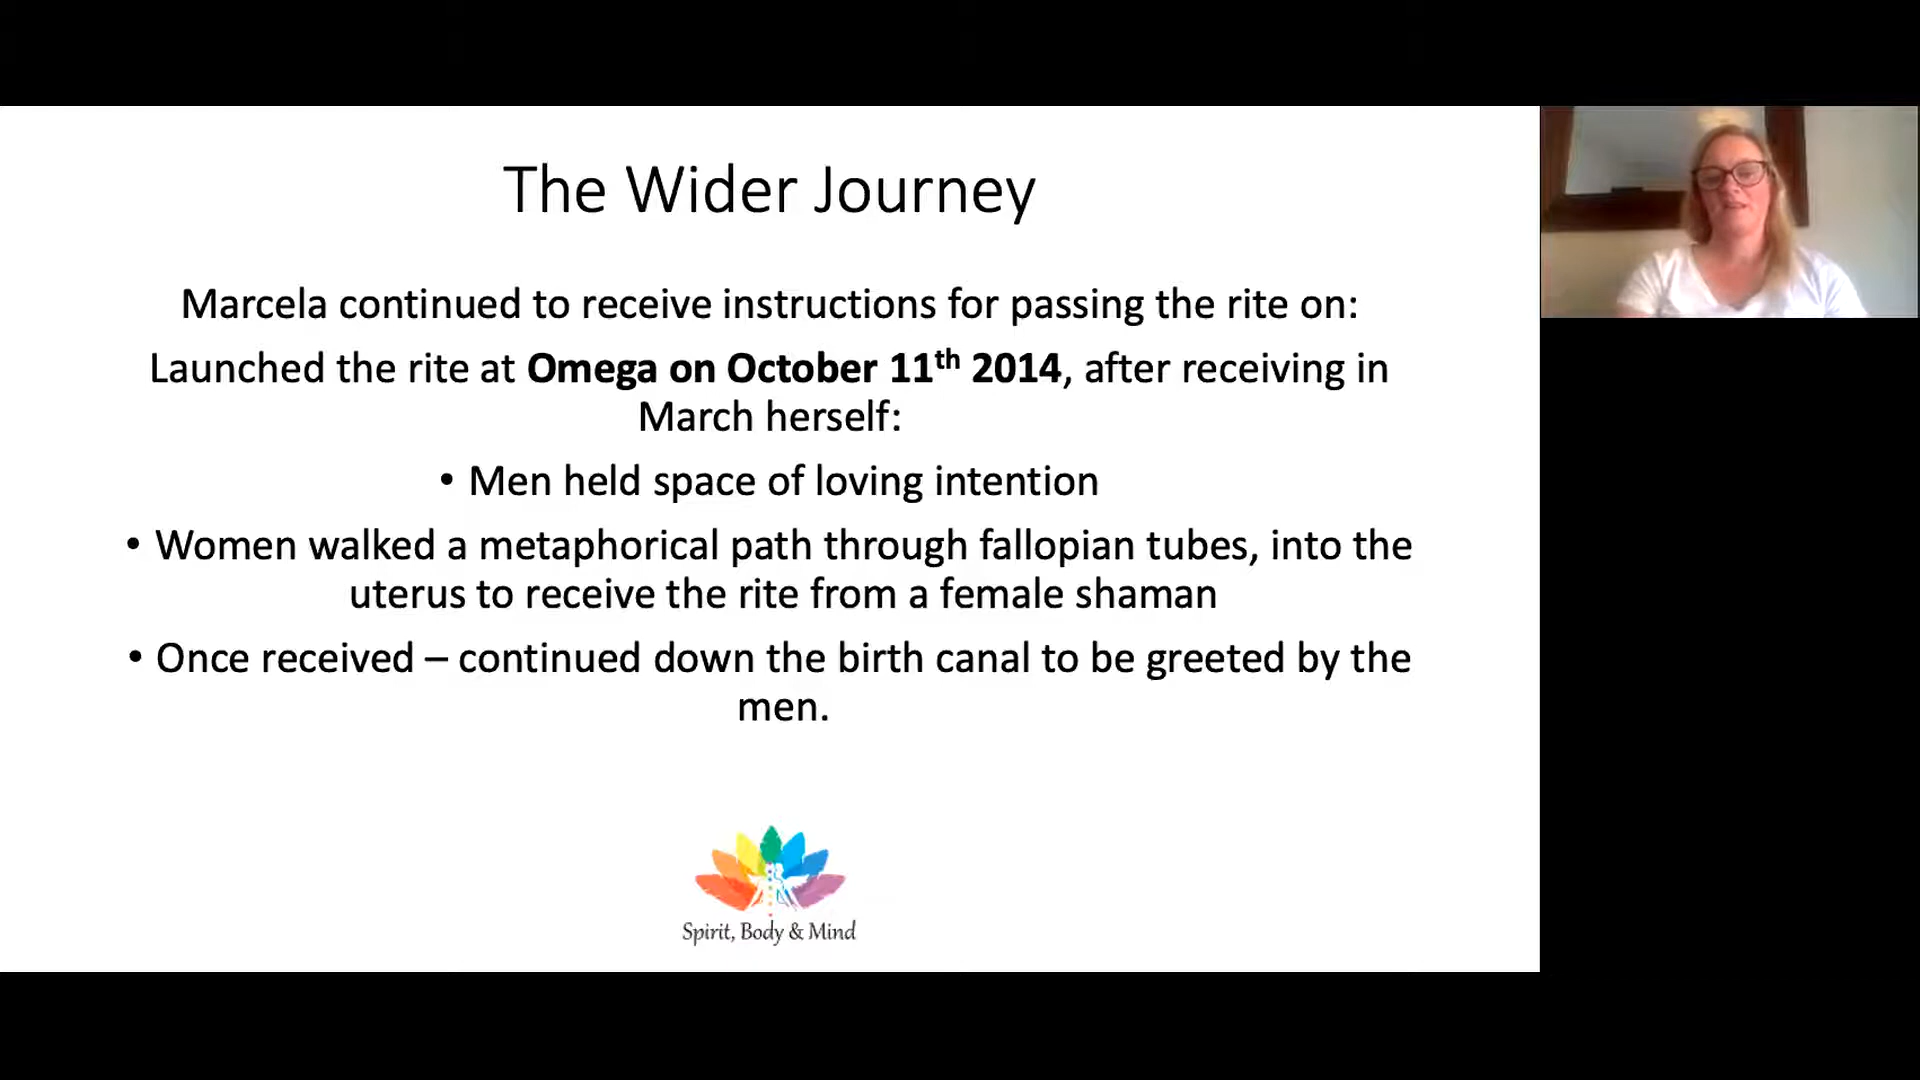 The Wider Journey
Marcela continued to receive instructions for passing the rite on:
Launched the rite at Omega on October 11th 2014, after receiving in
March herself:
• Men held space of loving intention
• Women walked a metaphorical path through fallopian tubes, into the
uterus to receive the rite from a female shaman
• Once received – continued down the birth canal to be greeted by the
men.
Spirit, Body & Mind